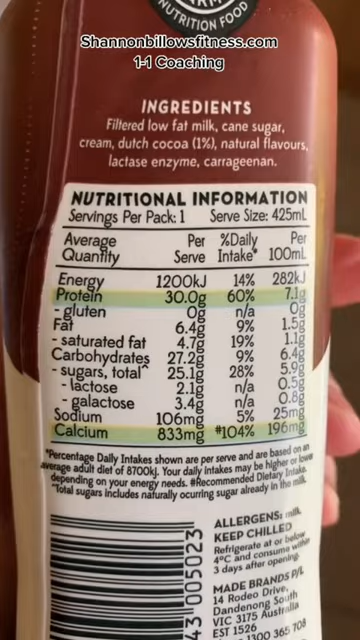 NUTRITION FOOD
Shannonbillowsfitness.com
1-1 Coaching
INGREDIENTS
Filtered low fat milk, cane sugar,
cream, dutch cocoa (1%), natural flavours,
lactase enzyme, carrageenan.
NUTRITIONAL INFORMATION
Servings Per Pack: 1 Serve Size: 425mL
Average Quantity Per Serve %Daily Intake* Per 100mL
Energy 1200kJ 14% 282kJ
Protein 30.0g 60% 7.1g
- gluten 0g n/a 0g
Fat 6.4g 9% 1.5g
- saturated fat 4.7g 19% 1.1g
Carbohydrates 27.2g 9% 6.4g
- sugars, total^ 25.1g 28% 5.9g
- lactose 2.1g n/a 0.5g
- galactose 3.4g n/a 0.8g
Sodium 106mg 5% 25mg
Calcium 833mg #104% 196mg
*Percentage Daily Intakes shown are per serve and are based on an
average adult diet of 8700kJ. Your daily intakes may be higher or lower
depending on your energy needs. #Recommended Dietary Intake.
^Total sugars includes naturally ocurring sugar already in the milk.
43 005023
ALLERGENS: milk.
KEEP CHILLED
Refrigerate at or below
4°C and consume within
3 days after opening.
MADE BRANDS P/L
14 Rodeo Drive,
Dandenong South
VIC 3175 Australia
EST 1526
1300 365 708